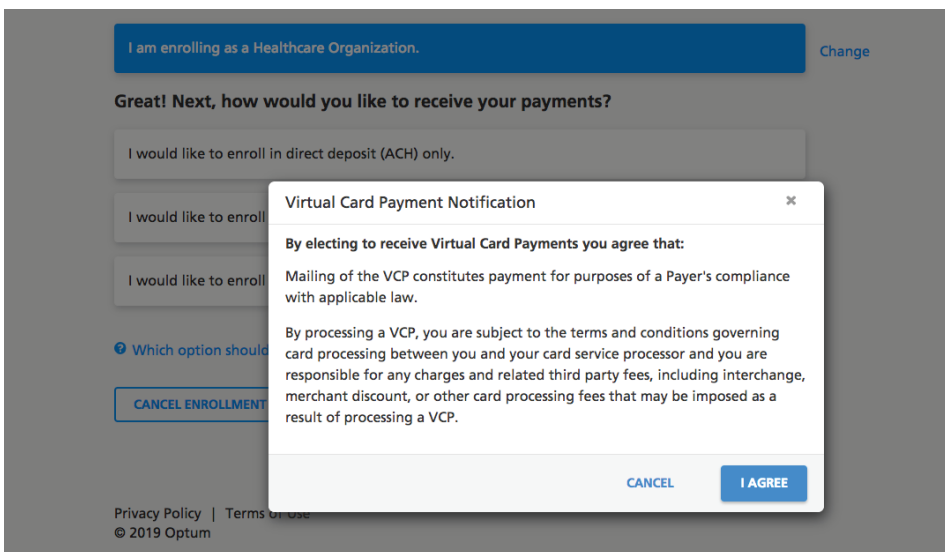 I am enrolling as a Healthcare Organization.
Change
Great! Next, how would you like to receive your payments?
I would like to enroll in direct deposit (ACH) only.
I would like to enroll
I would like to enroll
Which option should
CANCEL ENROLLMENT
Virtual Card Payment Notification
By electing to receive Virtual Card Payments you agree that:
Mailing of the VCP constitutes payment for purposes of a Payer's compliance
with applicable law.
By processing a VCP, you are subject to the terms and conditions governing
card processing between you and your card service processor and you are
responsible for any charges and related third party fees, including interchange,
merchant discount, or other card processing fees that may be imposed as a
result of processing a VCP.
CANCEL
I AGREE
Privacy Policy | Terms of Use
© 2019 Optum